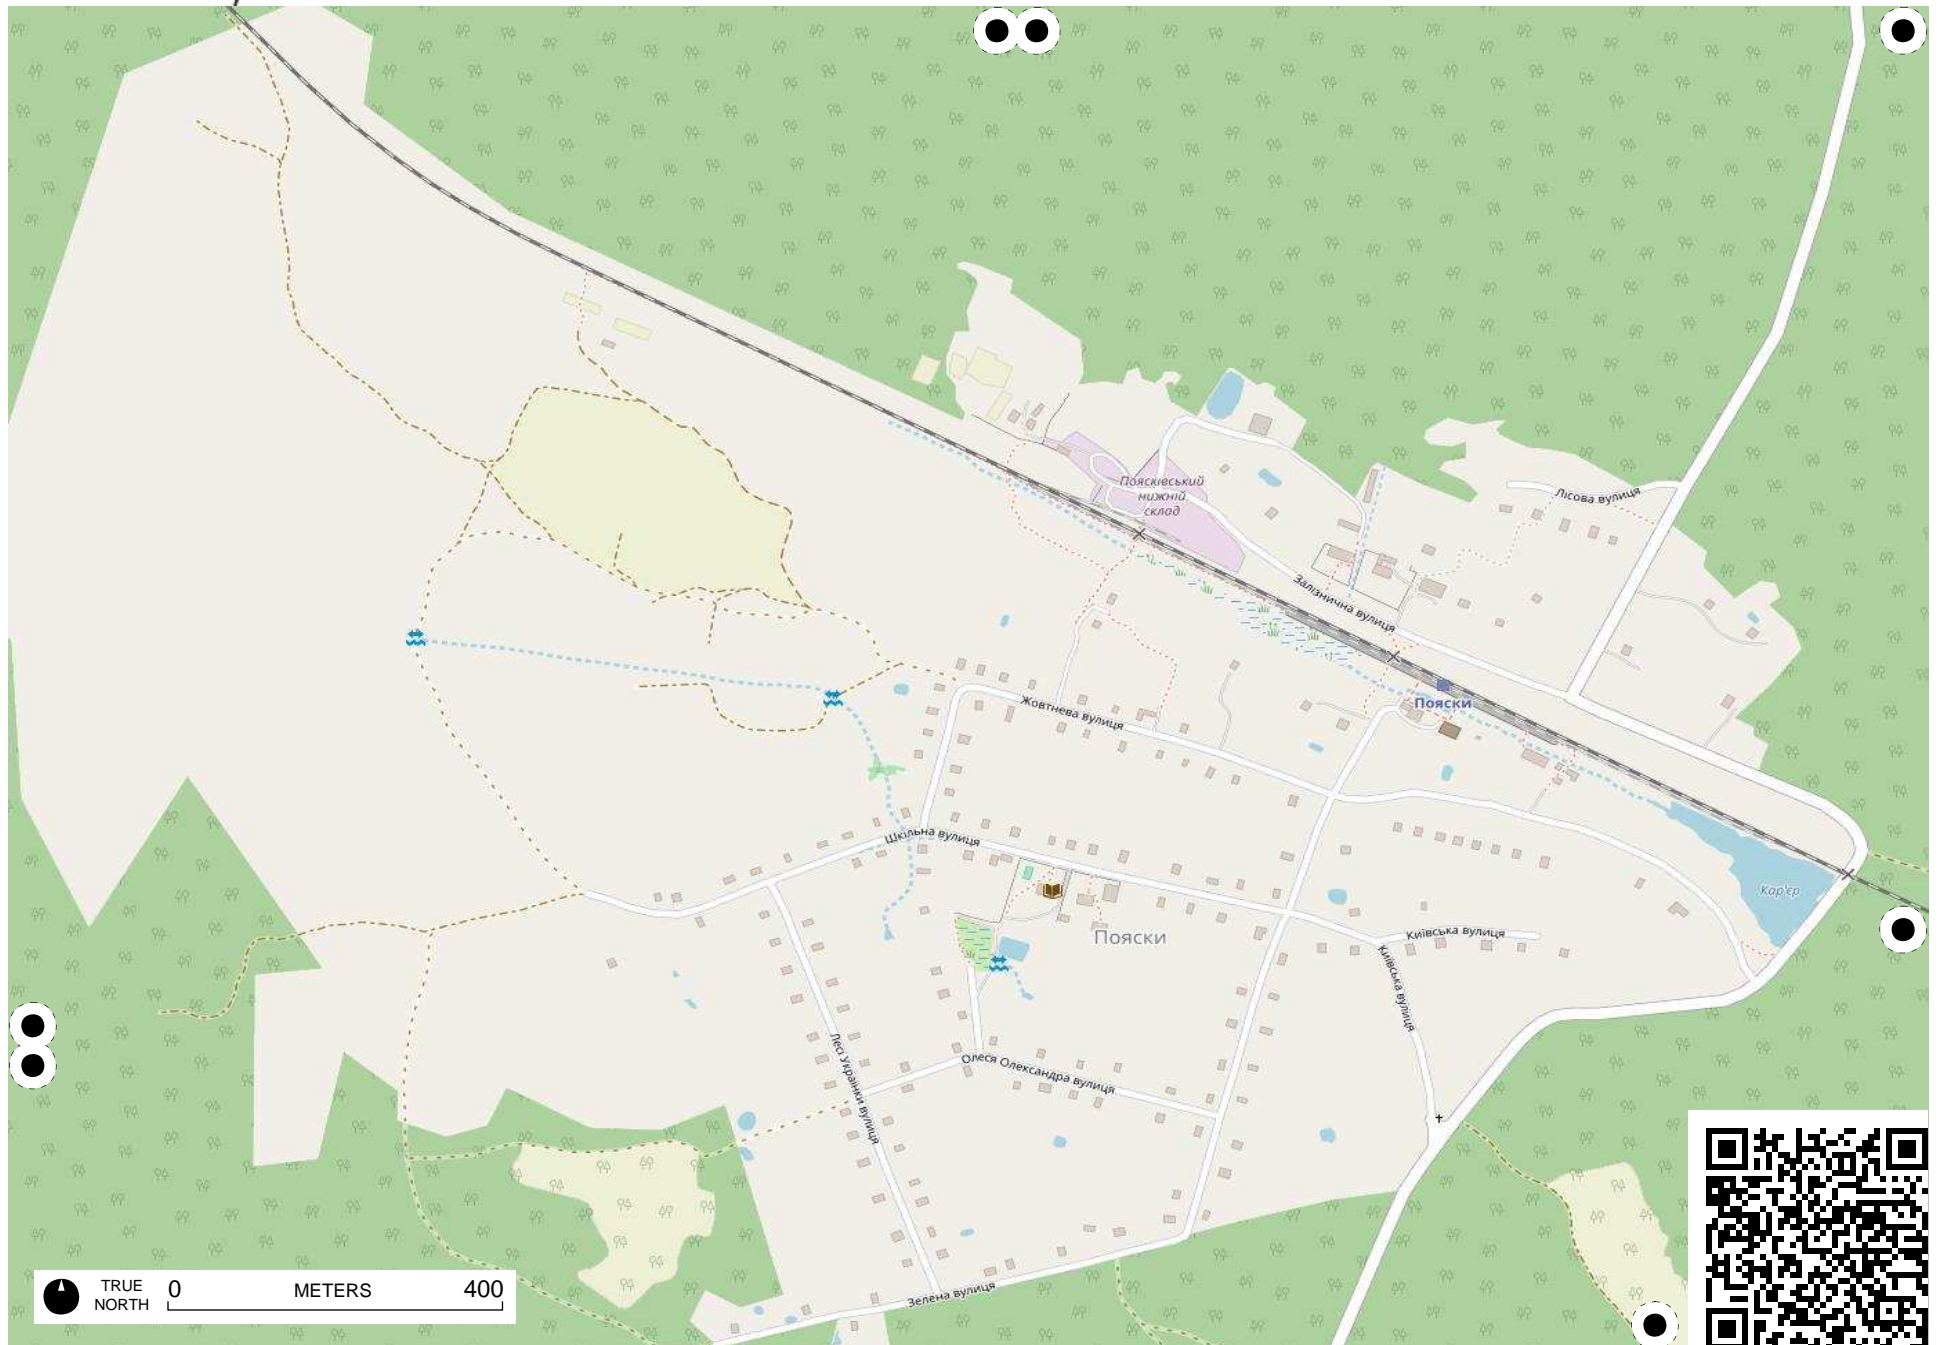 Поясківський
нижній
склад
Лісова вулиця
Залізнична вулиця
Пояски
Жовтнева вулиця
Шкільна вулиця
Кар'єр
Пояски
Київська вулиця
Київська вулиця
Лесі Українки вулиця
Олеся Олександра вулиця
Зелена вулиця
TRUE
NORTH
0 METERS 400